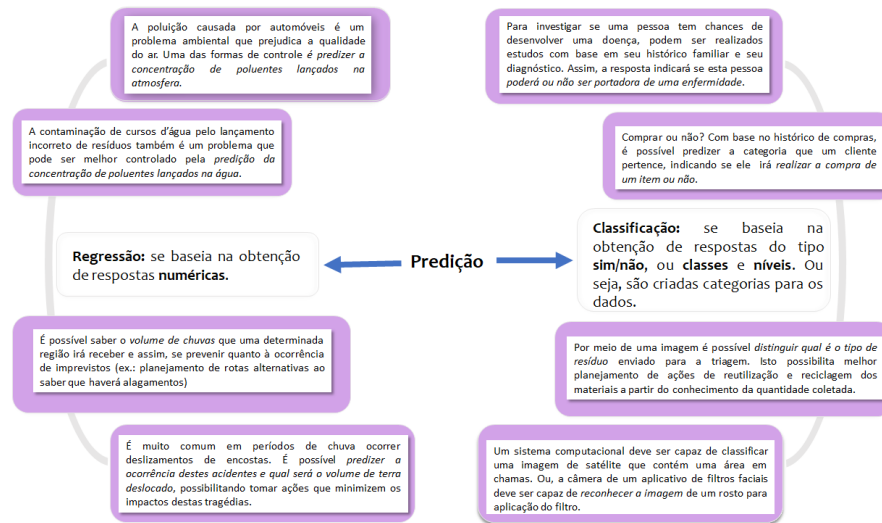 A poluição causada por automóveis é um
problema ambiental que prejudica a qualidade
do ar. Uma das formas de controle é predizer a
concentração de poluentes lançados na
atmosfera.
A contaminação de cursos d'água pelo lançamento
incorreto de resíduos também é um problema que
pode ser melhor controlado pela predição da
concentração de poluentes lançados na água.
Regressão: se baseia na obtenção
de respostas numéricas.
É possível saber o volume de chuvas que uma determinada
região irá receber e assim, se prevenir quanto à ocorrência
de imprevistos (ex.: planejamento de rotas alternativas ao
saber que haverá alagamentos)
É muito comum em períodos de chuva ocorrer
deslizamentos de encostas. É possível predizer a
ocorrência destes acidentes e qual será o volume de terra
deslocado, possibilitando tomar ações que minimizem os
impactos destas tragédias.
Predição
Para investigar se uma pessoa tem chances de
desenvolver uma doença, podem ser realizados
estudos com base em seu histórico familiar e seu
diagnóstico. Assim, a resposta indicará se esta pessoa
poderá ou não ser portadora de uma enfermidade.
Comprar ou não? Com base no histórico de compras,
é possível predizer a categoria que um cliente
pertence, indicando se ele irá realizar a compra de
um item ou não.
Classificação: se baseia na
obtenção de respostas do tipo
sim/não, ou classes e níveis. Ou
seja, são criadas categorias para os
dados.
Por meio de uma imagem é possível distinguir qual é o tipo de
resíduo enviado para a triagem. Isto possibilita melhor
planejamento de ações de reutilização e reciclagem dos
materiais a partir do conhecimento da quantidade coletada.
Um sistema computacional deve ser capaz de classificar
uma imagem de satélite que contém uma área em
chamas. Ou, a câmera de um aplicativo de filtros faciais
deve ser capaz de reconhecer a imagem de um rosto para
aplicação do filtro.